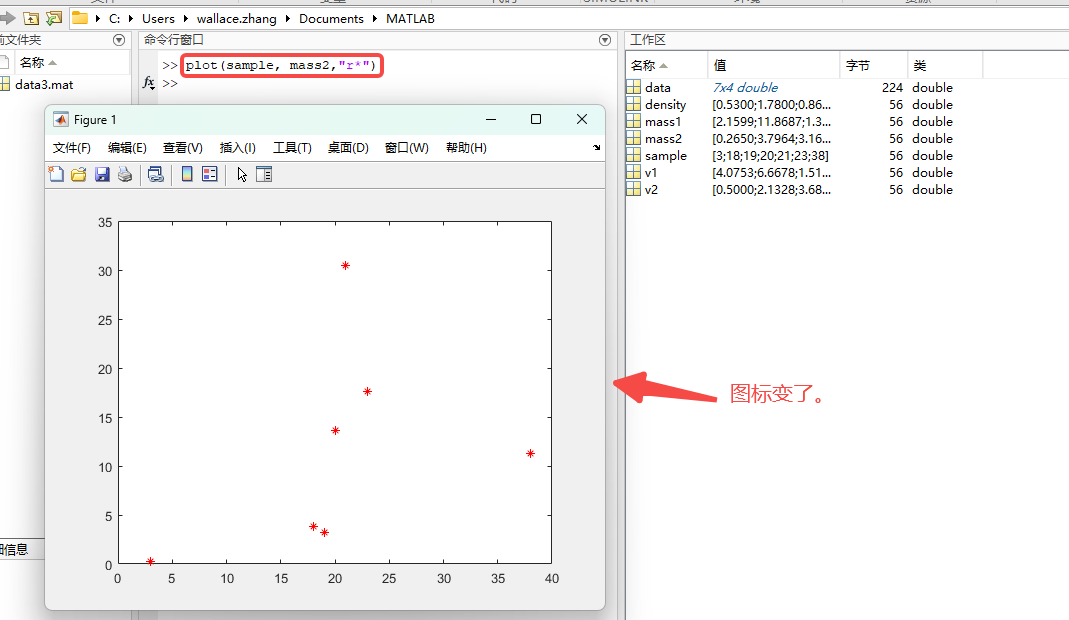 C: Users wallace.zhang Documents MATLAB
前文件夹
名称
data3.mat
命令行窗口
>> plot(sample, mass2,"r*")
fx >>
Figure 1
文件(F) 编辑(E) 查看(V) 插入(I) 工具(T) 桌面(D) 窗口(W) 帮助(H)
35
30
25
20
15
10
5
0
0 5 10 15 20 25 30 35 40
细信息
工作区
名称 值 字节 类
data 7x4 double 224 double
density [0.5300;1.7800;0.86... 56 double
mass1 [2.1599;11.8687;1.3... 56 double
mass2 [0.2650;3.7964;3.16... 56 double
sample [3;18;19;20;21;23;38] 56 double
v1 [4.0753;6.6678;1.51... 56 double
v2 [0.5000;2.1328;3.68... 56 double
图标变了。